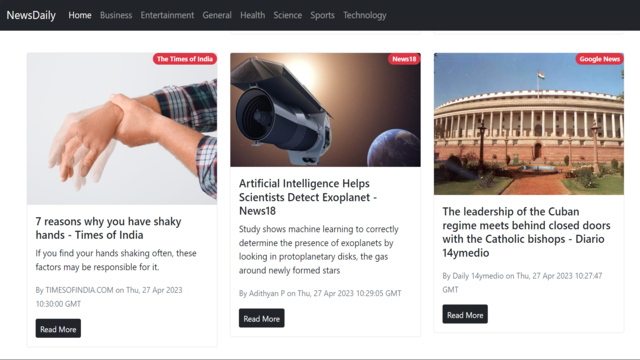 NewsDaily Home Business Entertainment General Health Science Sports Technology
The Times of India
7 reasons why you have shaky
hands - Times of India
If you find your hands shaking often, these
factors may be responsible for it.
By TIMESOFINDIA.COM on Thu, 27 Apr 2023
10:30:00 GMT
Read More
News18
Artificial Intelligence Helps
Scientists Detect Exoplanet -
News18
Study shows machine learning to correctly
determine the presence of exoplanets by
looking in protoplanetary disks, the gas
around newly formed stars
By Adithyan P on Thu, 27 Apr 2023 10:29:05 GMT
Read More
Google News
The leadership of the Cuban
regime meets behind closed doors
with the Catholic bishops - Diario
14ymedio
By Daily 14ymedio on Thu, 27 Apr 2023 10:27:47
GMT
Read More